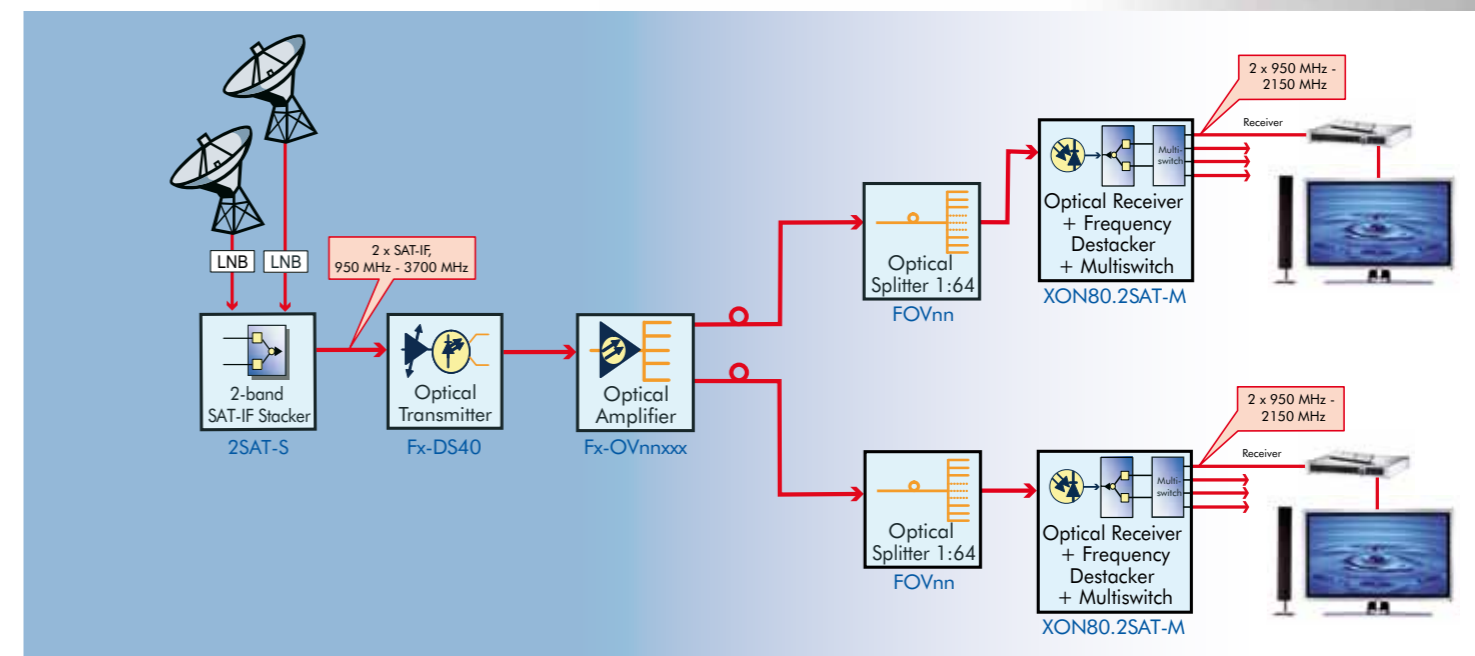 LNB
LNB
2 x SAT-IF,
950 MHz - 3700 MHz
2-band
SAT-IF Stacker
2SAT-S
Optical
Transmitter
Fx-DS40
Optical
Amplifier
Fx-OVnnxxx
Optical
Splitter 1:64
FOVnn
Multi-
switch
Optical Receiver
+ Frequency
Destacker
+ Multiswitch
XON80.2SAT-M
2 x 950 MHz -
2150 MHz
Receiver
Optical
Splitter 1:64
FOVnn
Multi-
switch
Optical Receiver
+ Frequency
Destacker
+ Multiswitch
XON80.2SAT-M
2 x 950 MHz -
2150 MHz
Receiver